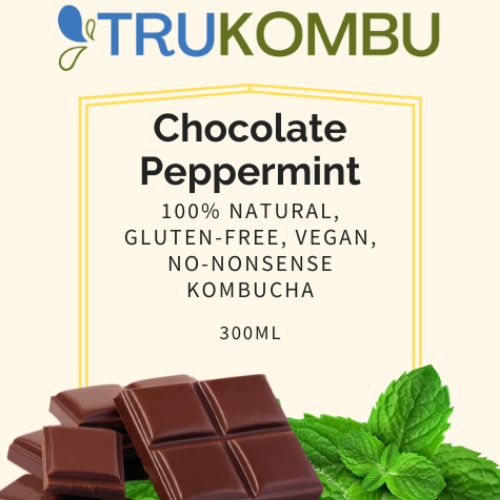 TRUKOMBU
Chocolate
Peppermint
100% NATURAL,
GLUTEN-FREE, VEGAN,
NO-NONSENSE
KOMBUCHA
300ML